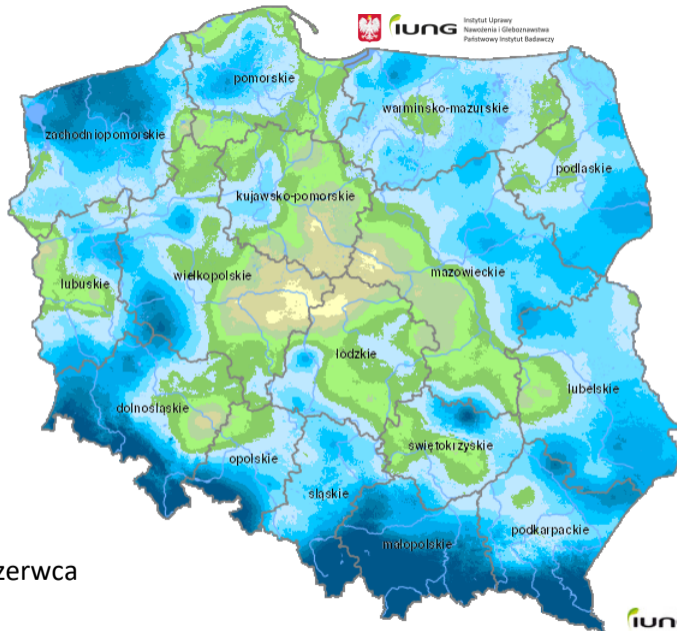 IUNG
Instytut Uprawy
Nawożenia i Gleboznawstwa
Państwowy Instytut Badawczy
pomorskie
warmińsko-mazurskie
zachodniopomorskie
podlaskie
kujawsko-pomorskie
wielkopolskie
mazowieckie
lubuskie
łódzkie
lubelskie
dolnośląskie
świętokrzyskie
opolskie
śląskie
podkarpackie
małopolskie
zerwca
IUN